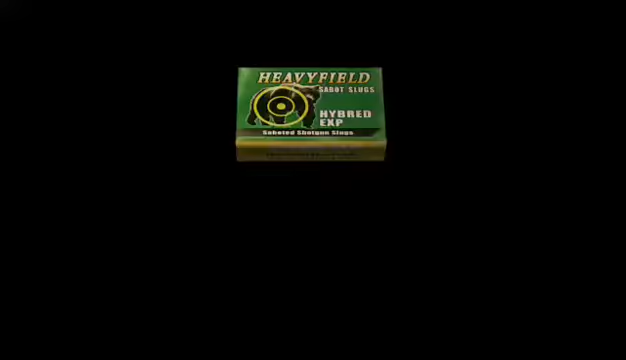 HEAVYFIELD
SABOT SLUGS
HYBRED
EXP
Saboted Shotgun Slugs